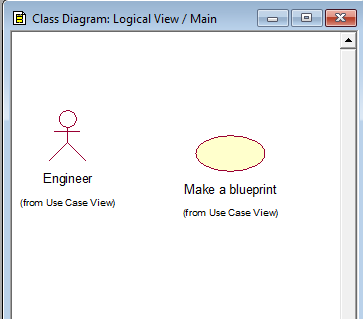 Class Diagram: Logical View / Main
Engineer
(from Use Case View)
Make a blueprint
(from Use Case View)